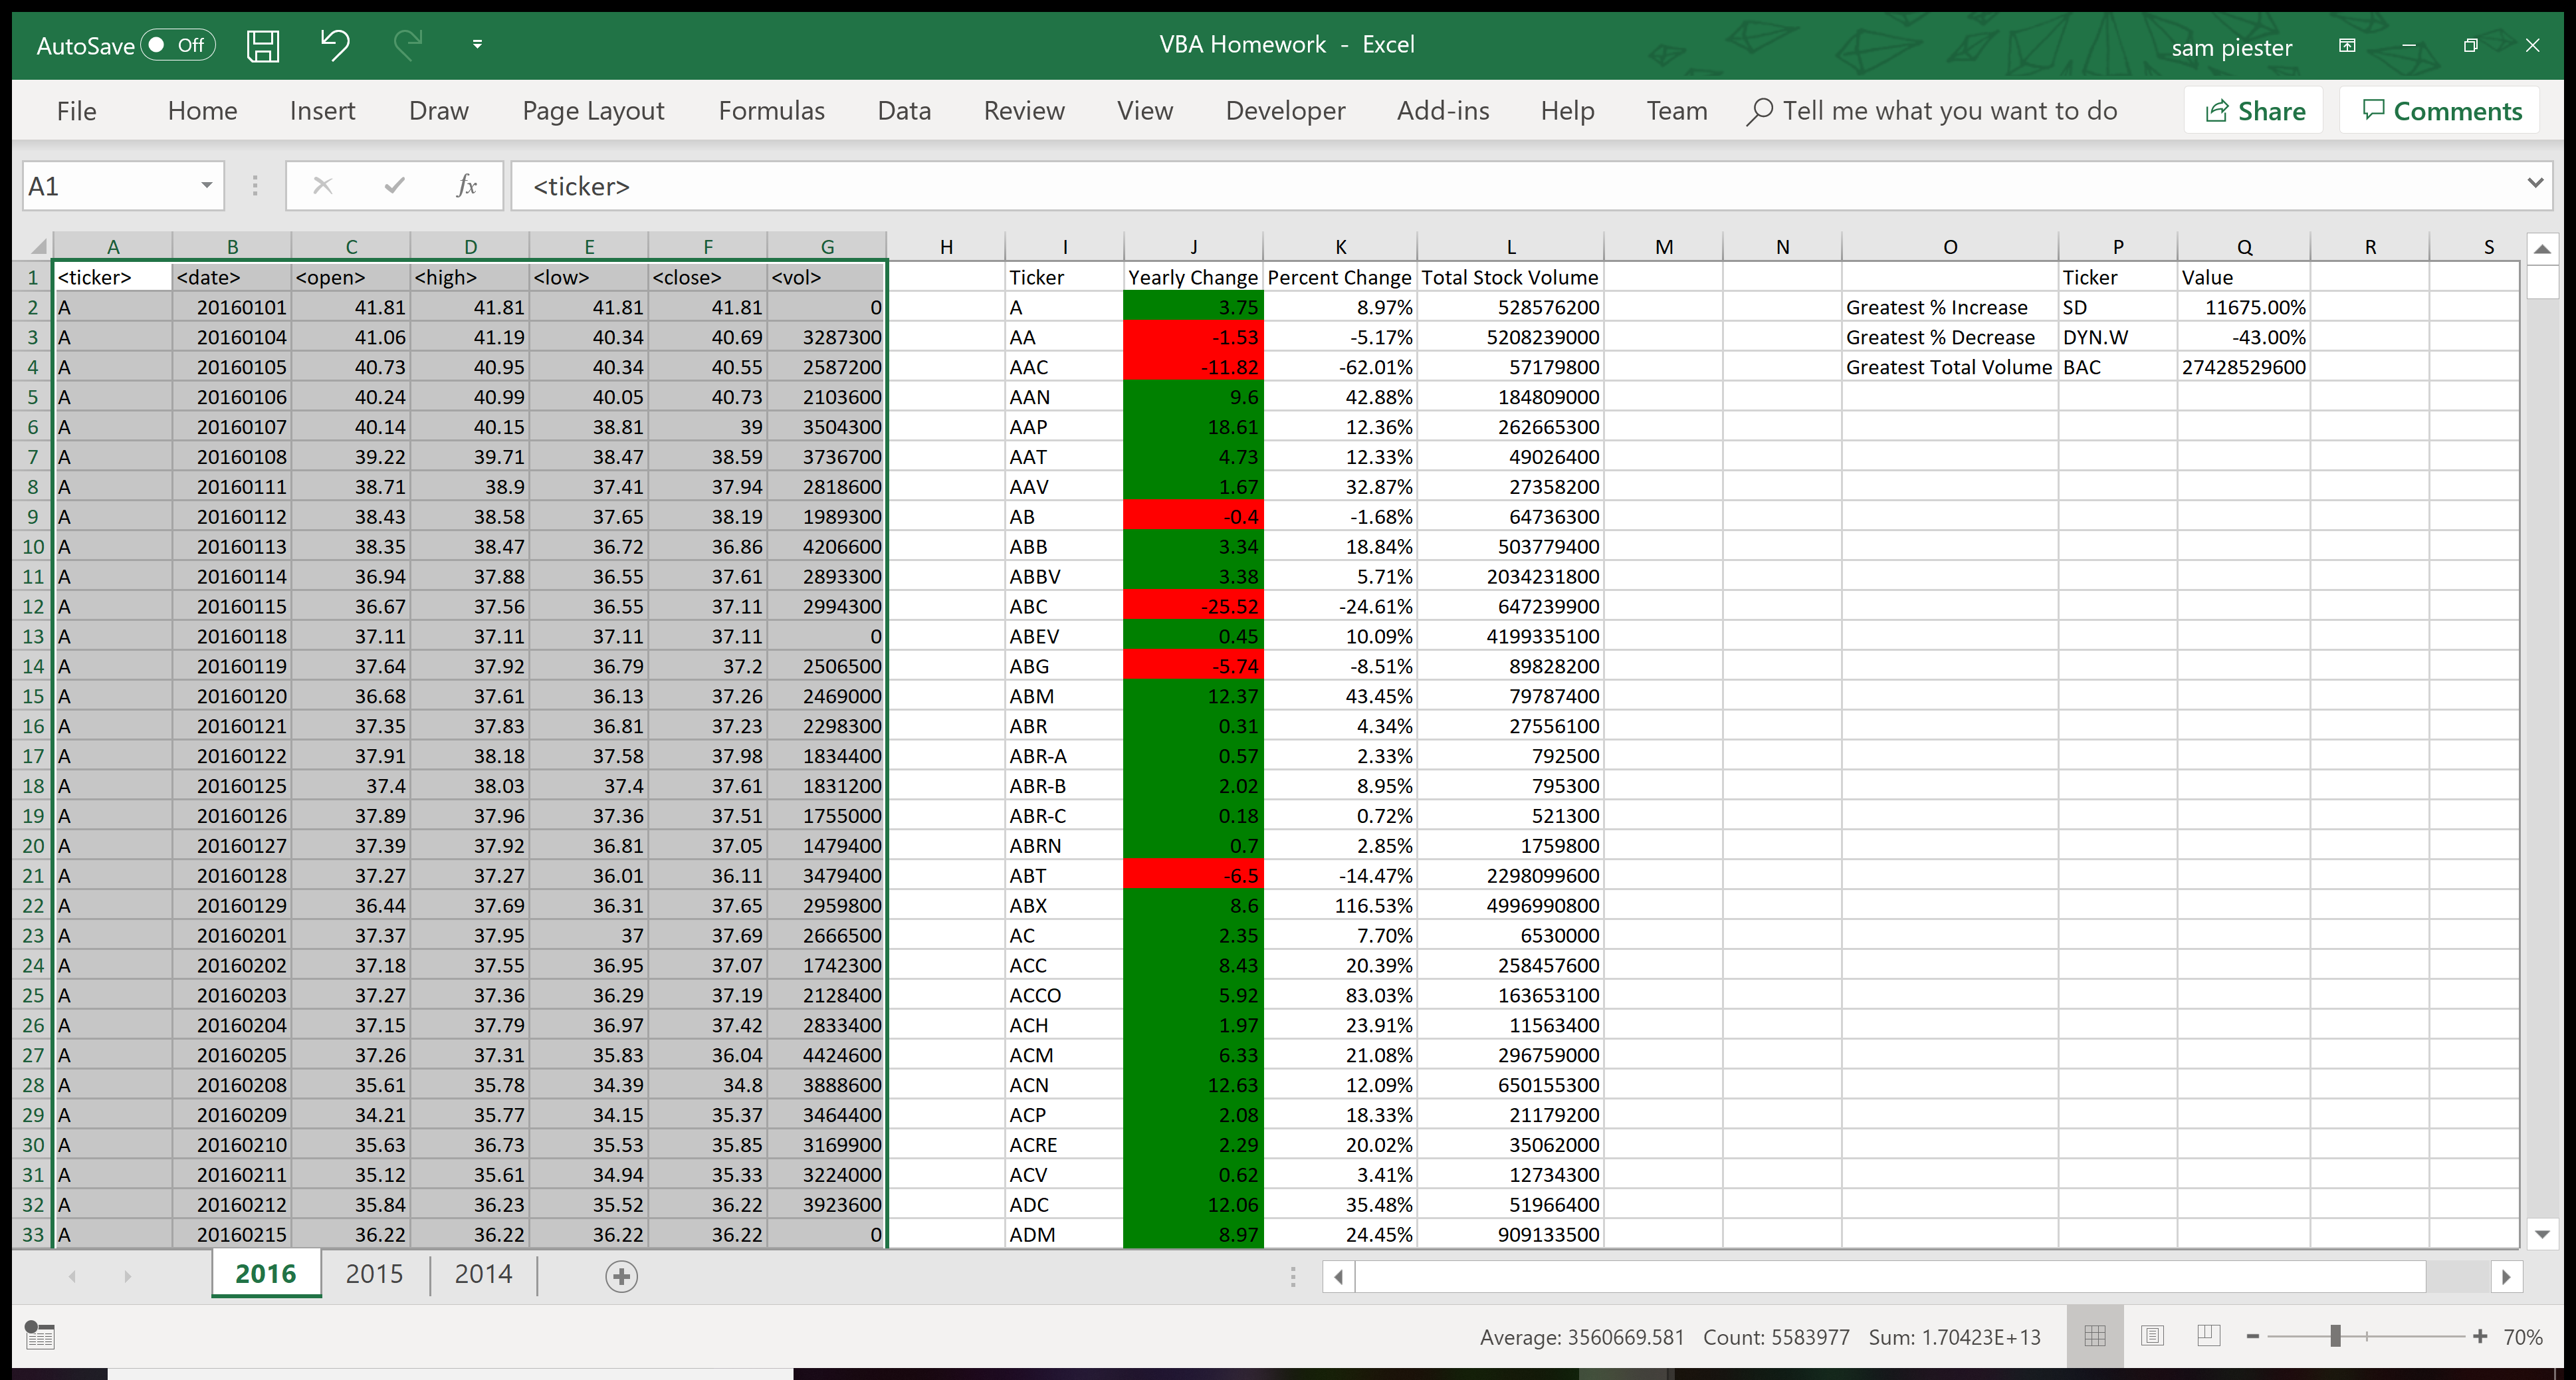 AutoSave Off VBA Homework - Excel sam piester
File Home Insert Draw Page Layout Formulas Data Review View Developer Add-ins Help Team Tell me what you want to do Share Comments
A1 fx <ticker>
A B C D E F G H I J K L M N O P Q R S
1 <ticker> <date> <open> <high> <low> <close> <vol> Ticker Yearly Change Percent Change Total Stock Volume Ticker Value
2 A 20160101 41.81 41.81 41.81 41.81 0 A 3.75 8.97% 528576200 Greatest % Increase SD 11675.00%
3 A 20160104 41.06 41.19 40.34 40.69 3287300 AA -1.53 -5.17% 5208239000 Greatest % Decrease DYN.W -43.00%
4 A 20160105 40.73 40.95 40.34 40.55 2587200 AAC -11.82 -62.01% 57179800 Greatest Total Volume BAC 27428529600
5 A 20160106 40.24 40.99 40.05 40.73 2103600 AAN 9.6 42.88% 184809000
6 A 20160107 40.14 40.15 38.81 39 3504300 AAP 18.61 12.36% 262665300
7 A 20160108 39.22 39.71 38.47 38.59 3736700 AAT 4.73 12.33% 49026400
8 A 20160111 38.71 38.9 37.41 37.94 2818600 AAV 1.67 32.87% 27358200
9 A 20160112 38.43 38.58 37.65 38.19 1989300 AB -0.4 -1.68% 64736300
10 A 20160113 38.35 38.47 36.72 36.86 4206600 ABB 3.34 18.84% 503779400
11 A 20160114 36.94 37.88 36.55 37.61 2893300 ABBV 3.38 5.71% 2034231800
12 A 20160115 36.67 37.56 36.55 37.11 2994300 ABC -25.52 -24.61% 647239900
13 A 20160118 37.11 37.11 37.11 37.11 0 ABEV 0.45 10.09% 4199335100
14 A 20160119 37.64 37.92 36.79 37.2 2506500 ABG -5.74 -8.51% 89828200
15 A 20160120 36.68 37.61 36.13 37.26 2469000 ABM 12.37 43.45% 79787400
16 A 20160121 37.35 37.83 36.81 37.23 2298300 ABR 0.31 4.34% 27556100
17 A 20160122 37.91 38.18 37.58 37.98 1834400 ABR-A 0.57 2.33% 792500
18 A 20160125 37.4 38.03 37.4 37.61 1831200 ABR-B 2.02 8.95% 795300
19 A 20160126 37.89 37.96 37.36 37.51 1755000 ABR-C 0.18 0.72% 521300
20 A 20160127 37.39 37.92 36.81 37.05 1479400 ABRN 0.7 2.85% 1759800
21 A 20160128 37.27 37.27 36.01 36.11 3479400 ABT -6.5 -14.47% 2298099600
22 A 20160129 36.44 37.69 36.31 37.65 2959800 ABX 8.6 116.53% 4996990800
23 A 20160201 37.37 37.95 37 37.69 2666500 AC 2.35 7.70% 6530000
24 A 20160202 37.18 37.55 36.95 37.07 1742300 ACC 8.43 20.39% 258457600
25 A 20160203 37.27 37.36 36.29 37.19 2128400 ACCO 5.92 83.03% 163653100
26 A 20160204 37.15 37.79 36.97 37.42 2833400 ACH 1.97 23.91% 11563400
27 A 20160205 37.26 37.31 35.83 36.04 4424600 ACM 6.33 21.08% 296759000
28 A 20160208 35.61 35.78 34.39 34.8 3888600 ACN 12.63 12.09% 650155300
29 A 20160209 34.21 35.77 34.15 35.37 3464400 ACP 2.08 18.33% 21179200
30 A 20160210 35.63 36.73 35.53 35.85 3169900 ACRE 2.29 20.02% 35062000
31 A 20160211 35.12 35.61 34.94 35.33 3224000 ACV 0.62 3.41% 12734300
32 A 20160212 35.84 36.23 35.52 36.22 3923600 ADC 12.06 35.48% 51966400
33 A 20160215 36.22 36.22 36.22 36.22 0 ADM 8.97 24.45% 909133500
2016 2015 2014
Average: 3560669.581 Count: 5583977 Sum: 1.70423E+13 70%